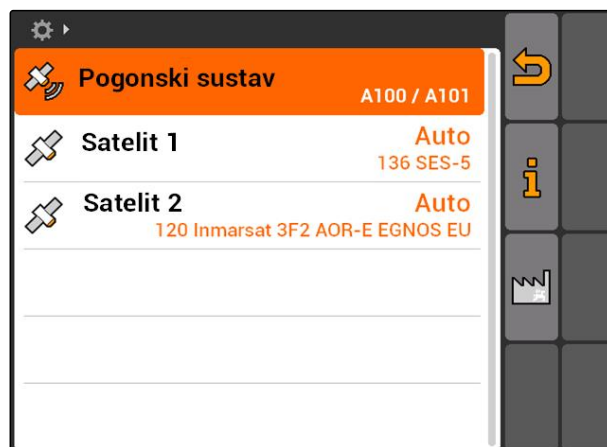 Pogonski sustav
A100 / A101
Satelit 1
Auto
136 SES-5
Satelit 2
Auto
120 Inmarsat 3F2 AOR-E EGNOS EU